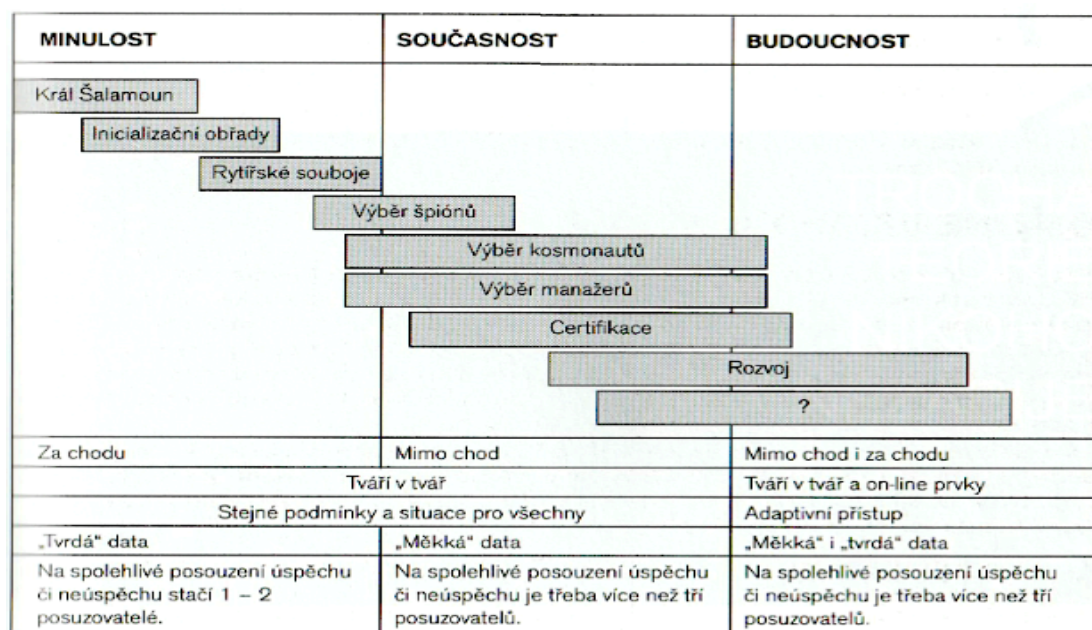 MINULOST
SOUČASNOST
BUDOUCNOST
Král Šalamoun
Inicializační obřady
Rytířské souboje
Výběr špiónů
Výběr kosmonautů
Výběr manažerů
Certifikace
Rozvoj
?
Za chodu
Mimo chod
Mimo chod i za chodu
Tváří v tvář
Tváří v tvář a on-line prvky
Stejné podmínky a situace pro všechny
Adaptivní přístup
„Tvrdá“ data
„Měkká“ data
„Měkká“ i „tvrdá“ data
Na spolehlivé posouzení úspěchu
či neúspěchu stačí 1 – 2
posuzovatelé.
Na spolehlivé posouzení úspěchu
či neúspěchu je třeba více než tří
posuzovatelů.
Na spolehlivé posouzení úspěchu
či neúspěchu je třeba více než tří
posuzovatelů.